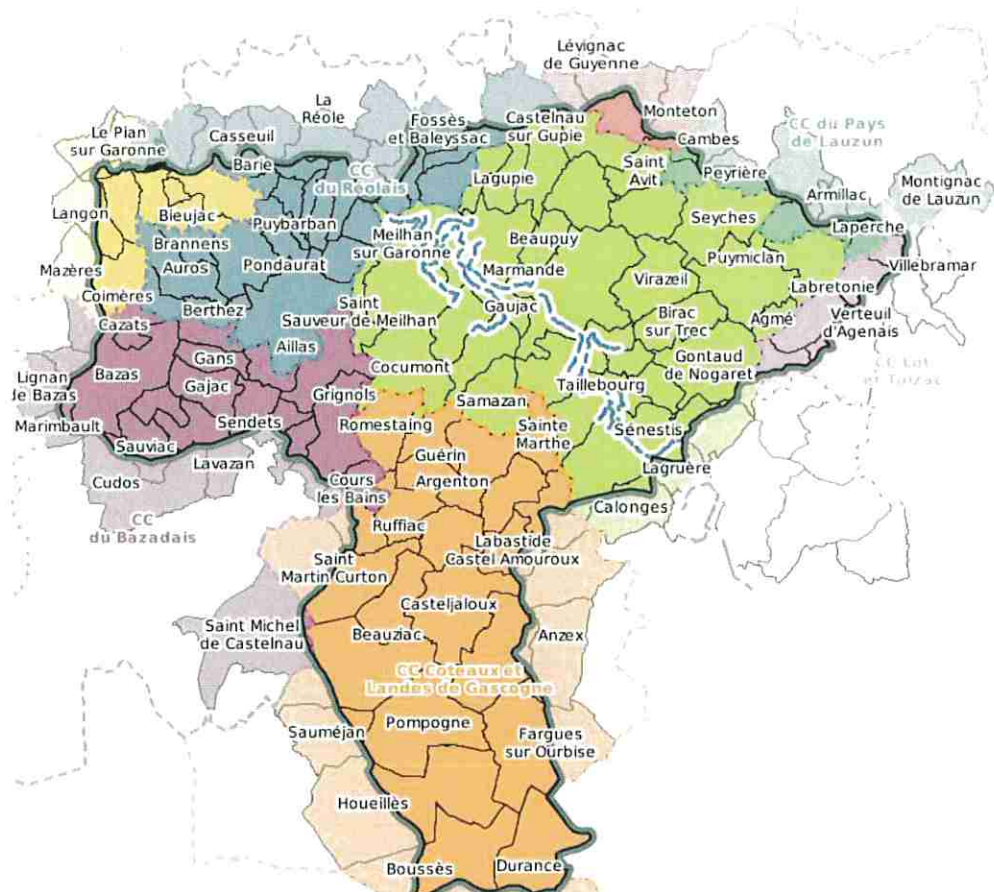 Lévignac
de Guyenne
La
Réole
Fossès
et Baleyssac
Castelnau
sur Gupie
Monteton
Le Pian
sur Garonne
Casseuil
Cambes
CC du Pays
de Lauzun
Barie
CC
du Réolais
Lagupie
Saint
Avit
Peyrière
Armillac
Montignac
de Lauzun
Langon
Bieujac
Puybarban
Meilhan
sur Garonne
Beaupuy
Seyches
Laperche
Brannens
Auros
Pondaurat
Marmande
Virazeil
Puymiclan
Villebramar
Mazères
Coimères
Berthez
Saint
Sauveur de Meilhan
Gaujac
Birac
sur Trec
Agmé
Labretonie
Verteuil
d'Agenais
Cazats
Aillas
Bazas
Gans
Gajac
Cocumont
Gontaud
de Nogaret
CC Lot
et Tolzac
Lignan
de Bazas
Grignols
Taillebourg
Marimbault
Sauviac
Sendets
Romestaing
Samazan
Sainte
Marthe
Sénestis
Cudos
Lavazan
Guérin
Argenton
Lagruère
Cours
les Bains
Calonges
CC
du Bazadais
Ruffiac
Labastide
Castel Amouroux
Saint
Martin Curton
Casteljaloux
Saint Michel
de Castelnau
Beauziac
Anzex
CC Coteaux et
Landes de Gascogne
Sauméjan
Pompogne
Fargues
sur Ourbise
Houeillès
Boussès
Durance